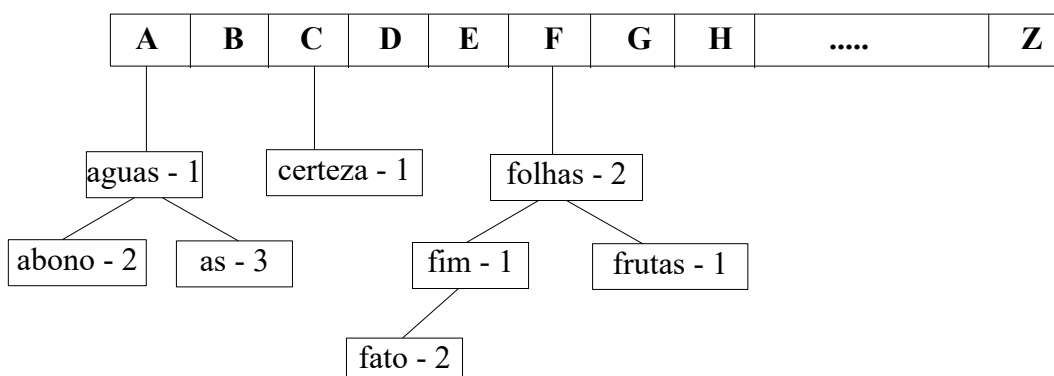 A B C D E F G H ..... Z
aguas - 1 certeza - 1 folhas - 2
abono - 2 as - 3 fim - 1 frutas - 1
fato - 2